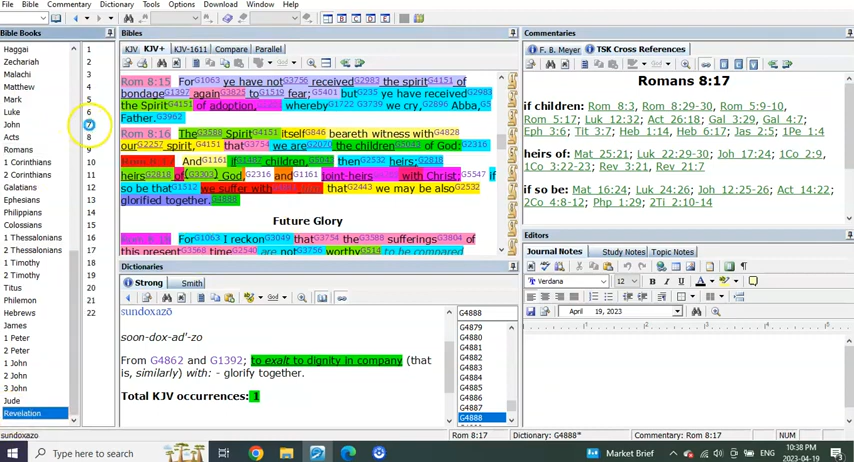 File Bible Commentary Dictionary Tools Options Download Window Help
Bible Books
Haggai
Zechariah
Malachi
Matthew
Mark
Luke
John
Acts
Romans
1 Corinthians
2 Corinthians
Galatians
Ephesians
Philippians
Colossians
1 Thessalonians
2 Thessalonians
1 Timothy
2 Timothy
Titus
Philemon
Hebrews
James
1 Peter
2 Peter
1 John
2 John
3 John
Jude
Revelation
1
2
3
4
5
6
7
8
9
10
11
12
13
14
15
16
17
18
19
20
21
22
Bibles
KJV KJV+ KJV-1611 Compare Parallel
Rom 8:15 For G1063 ye have not G3756 received G2983 the spirit G4151 of
bondage G1397 again G3825 to G1519 fear; G5401 but G235 ye have received G2983
the Spirit G4151 of adoption, whereby G1722 G3739 we cry, G2896 Abba, G5
Father. G3962
Rom 8:16 The G3588 Spirit G4151 itself G846 beareth witness with G4828
our G2257 spirit, G4151 that G3754 we are G2070 the children G5043 of God: G2316
Rom 8:17 And G1161 if G1487 children, G5043 then G2532 heirs; G2818
heirs G2818 of (G3303) God, G2316 and G1161 joint-heirs with Christ; G5547 if
so be that G1512 we suffer with that G2443 we may be also G2532
glorified together. G4888
Future Glory
Rom 8:18 For G1063 I reckon G3049 that G3754 the G3588 sufferings G3804 of
this present G3568 time G2540 are not G3756 worthy G514 to be compared
Dictionaries
Strong Smith
God
G4888
sundoxazō
soon-dox-ad'-zo
From G4862 and G1392; to exalt to dignity in company (that
is, similarly) with: - glorify together.
Total KJV occurrences: 1
G4879
G4880
G4881
G4882
G4883
G4884
G4885
G4886
G4887
G4888
Commentaries
F. B. Meyer TSK Cross References
Romans 8:17
if children: Rom 8:3, Rom 8:29-30, Rom 5:9-10,
Rom 5:17; Luk 12:32; Act 26:18; Gal 3:29, Gal 4:7;
Eph 3:6; Tit 3:7; Heb 1:14, Heb 6:17; Jas 2:5; 1Pe 1:4
heirs of: Mat 25:21; Luk 22:29-30; Joh 17:24; 1Co 2:9,
1Co 3:22-23; Rev 3:21, Rev 21:7
if so be: Mat 16:24; Luk 24:26; Joh 12:25-26; Act 14:22;
2Co 4:8-12; Php 1:29; 2Ti 2:10-14
Editors
Journal Notes Study Notes Topic Notes
Verdana 12 B I U A
April 19, 2023
1 2 3 4 5
sundoxazo Rom 8:17 Dictionary: G4888* Commentary: Rom 8:17 NUM
Type here to search
Market Brief
ENG
10:38 PM
2023-04-19
3